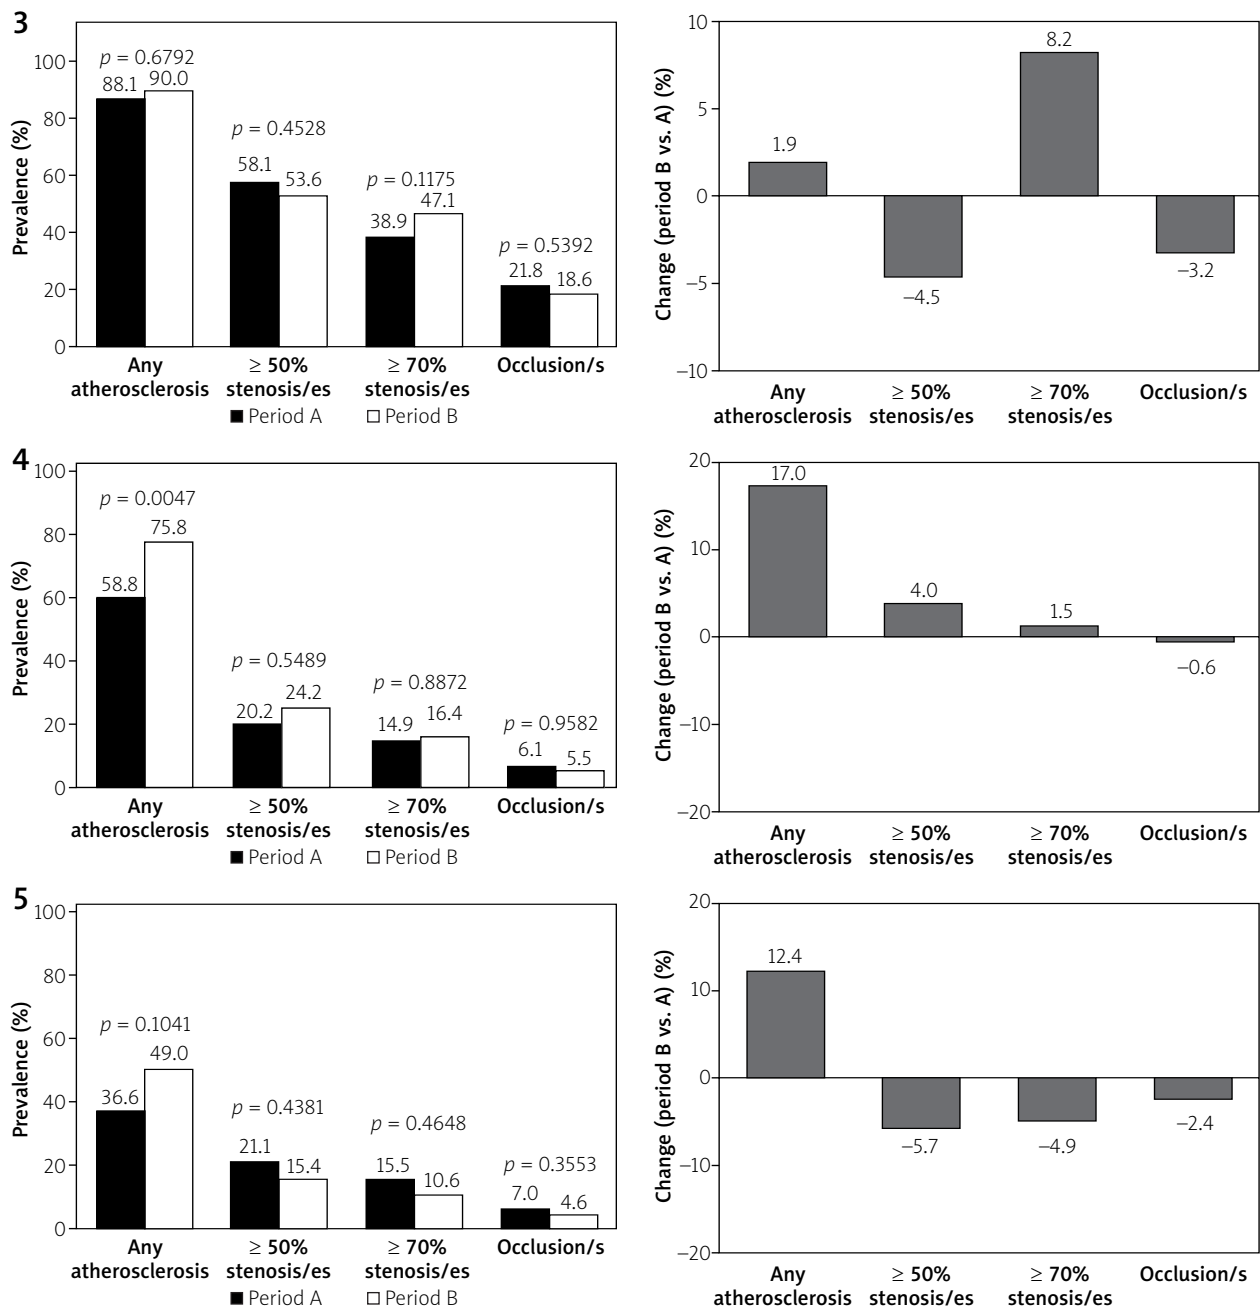 3
Prevalence (%)
100
80
60
40
20
0
p = 0.6792
88.1 90.0
p = 0.4528
58.1 53.6
p = 0.1175
38.9 47.1
p = 0.5392
21.8 18.6
Any atherosclerosis
≥ 50% stenosis/es
≥ 70% stenosis/es
Occlusion/s
Period A Period B
Change (period B vs. A) (%)
10
5
0
–5
–10
1.9
–4.5
8.2
–3.2
Any atherosclerosis
≥ 50% stenosis/es
≥ 70% stenosis/es
Occlusion/s
4
Prevalence (%)
100
80
60
40
20
0
p = 0.0047
58.8 75.8
p = 0.5489
20.2 24.2
p = 0.8872
14.9 16.4
p = 0.9582
6.1 5.5
Any atherosclerosis
≥ 50% stenosis/es
≥ 70% stenosis/es
Occlusion/s
Period A Period B
Change (period B vs. A) (%)
20
10
0
–10
–20
17.0
4.0
1.5
–0.6
Any atherosclerosis
≥ 50% stenosis/es
≥ 70% stenosis/es
Occlusion/s
5
Prevalence (%)
100
80
60
40
20
0
p = 0.1041
36.6 49.0
p = 0.4381
21.1 15.4
p = 0.4648
15.5 10.6
p = 0.3553
7.0 4.6
Any atherosclerosis
≥ 50% stenosis/es
≥ 70% stenosis/es
Occlusion/s
Period A Period B
Change (period B vs. A) (%)
20
10
0
–10
–20
12.4
–5.7
–4.9
–2.4
Any atherosclerosis
≥ 50% stenosis/es
≥ 70% stenosis/es
Occlusion/s